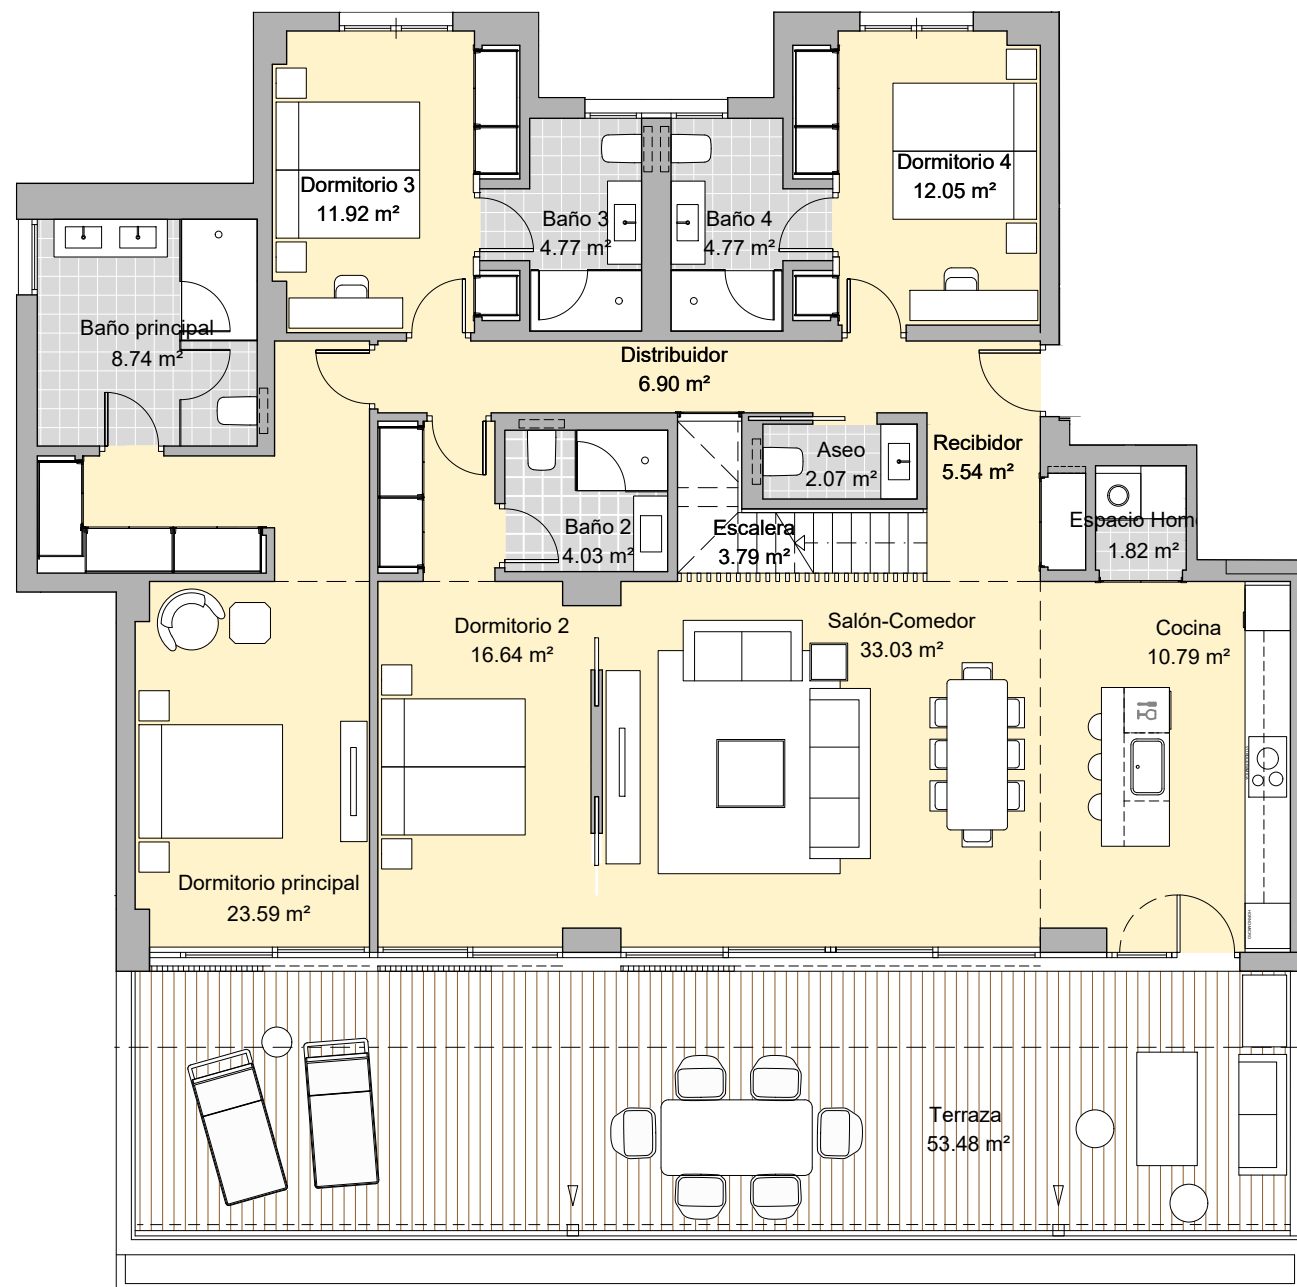 Dormitorio 3
11.92 m²
Dormitorio 4
12.05 m²
Baño 3
4.77 m²
Baño 4
4.77 m²
Baño principal
8.74 m²
Distribuidor
6.90 m²
Aseo
2.07 m²
Recibidor
5.54 m²
Baño 2
4.03 m²
Escalera
3.79 m²
Espacio Hom
1.82 m²
Dormitorio 2
16.64 m²
Salón-Comedor
33.03 m²
Cocina
10.79 m²
Dormitorio principal
23.59 m²
Terraza
53.48 m²